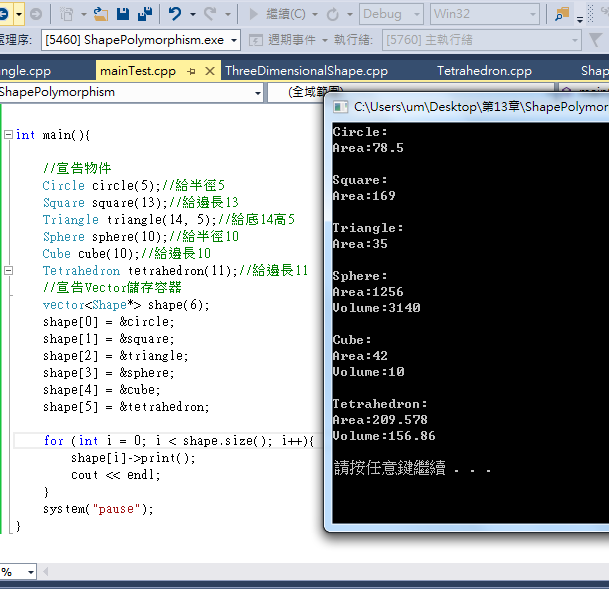 繼續(C)
Debug
Win32
處理序:
[5460] ShapePolymorphism.exe
週期事件
執行緒:
[5760] 主執行緒
ngle.cpp
mainTest.cpp
ThreeDimensionalShape.cpp
Tetrahedron.cpp
Shap
ShapePolymorphism
(全域範圍)
int main(){
//宣告物件
Circle circle(5);//給半徑5
Square square(13);//給邊長13
Triangle triangle(14, 5);//給底14高5
Sphere sphere(10);//給半徑10
Cube cube(10);//給邊長10
Tetrahedron tetrahedron(11);//給邊長11
//宣告Vector儲存容器
vector<Shape*> shape(6);
shape[0] = &circle;
shape[1] = &square;
shape[2] = &triangle;
shape[3] = &sphere;
shape[4] = &cube;
shape[5] = &tetrahedron;
for (int i = 0; i < shape.size(); i++){
shape[i]->print();
cout << endl;
}
system("pause");
}
%
C:\Users\um\Desktop\第13章\ShapePolymor
Circle:
Area:78.5
Square:
Area:169
Triangle:
Area:35
Sphere:
Area:1256
Volume:3140
Cube:
Area:42
Volume:10
Tetrahedron:
Area:209.578
Volume:156.86
請按任意鍵繼續 . . .